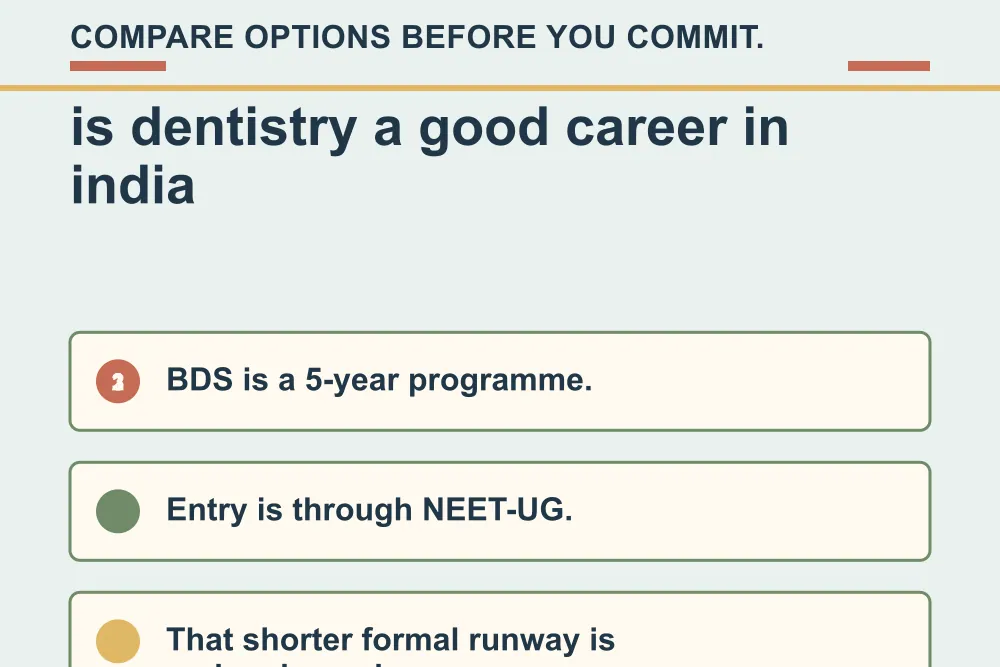 COMPARE OPTIONS BEFORE YOU COMMIT.
is dentistry a good career in
india
BDS is a 5-year programme.
Entry is through NEET-UG.
That shorter formal runway is